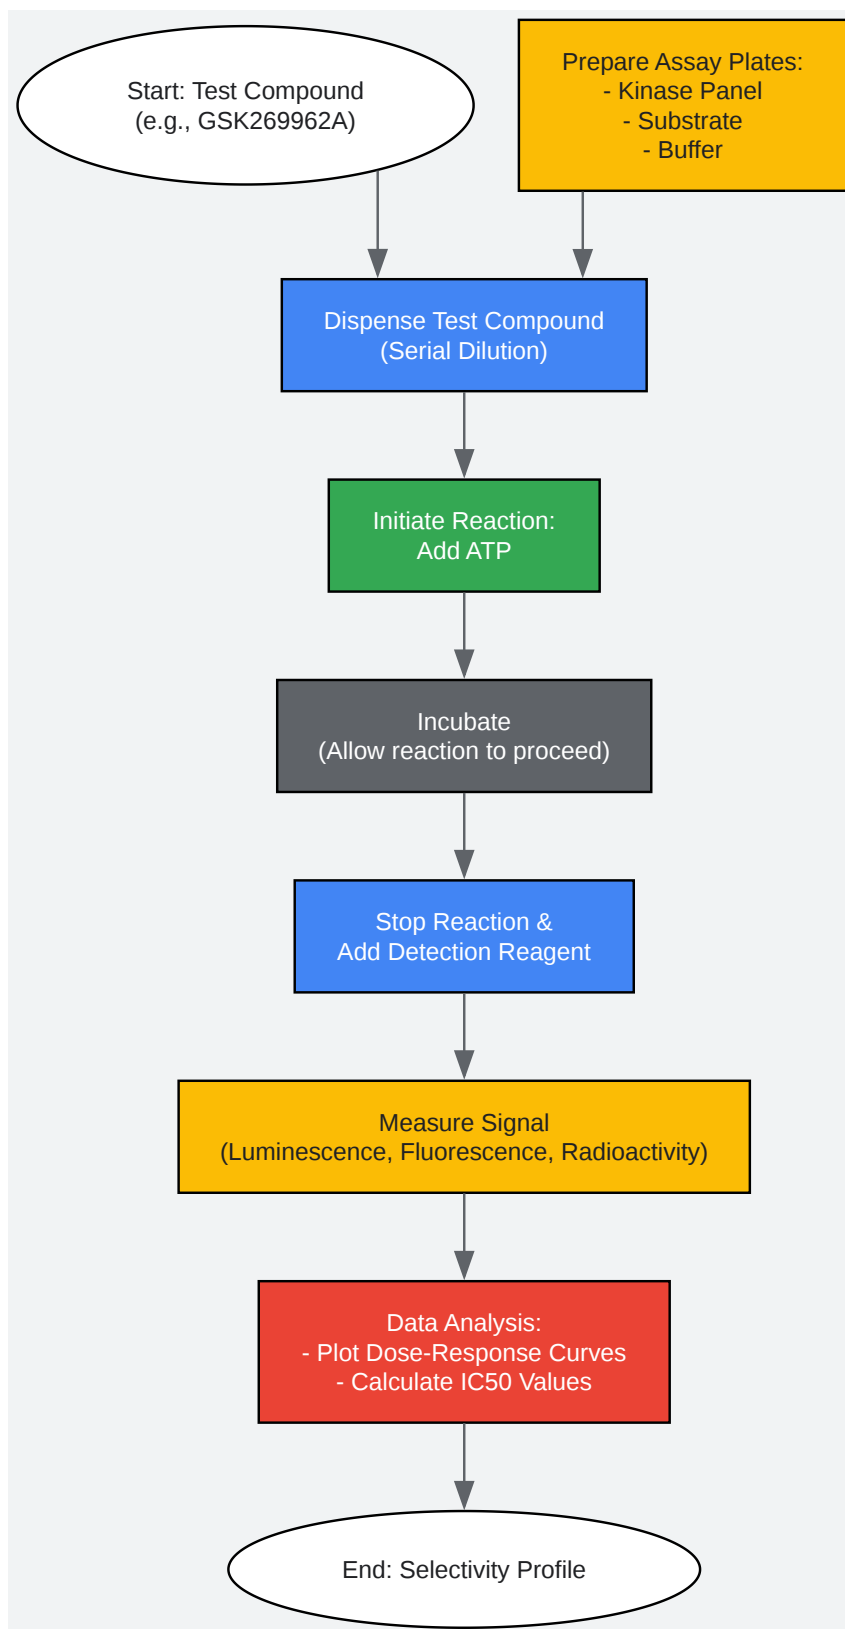 Start: Test Compound
(e.g., GSK269962A)
Prepare Assay Plates:
- Kinase Panel
- Substrate
- Buffer
Dispense Test Compound
(Serial Dilution)
Initiate Reaction:
Add ATP
Incubate
(Allow reaction to proceed)
Stop Reaction &
Add Detection Reagent
Measure Signal
(Luminescence, Fluorescence, Radioactivity)
Data Analysis:
- Plot Dose-Response Curves
- Calculate IC50 Values
End: Selectivity Profile